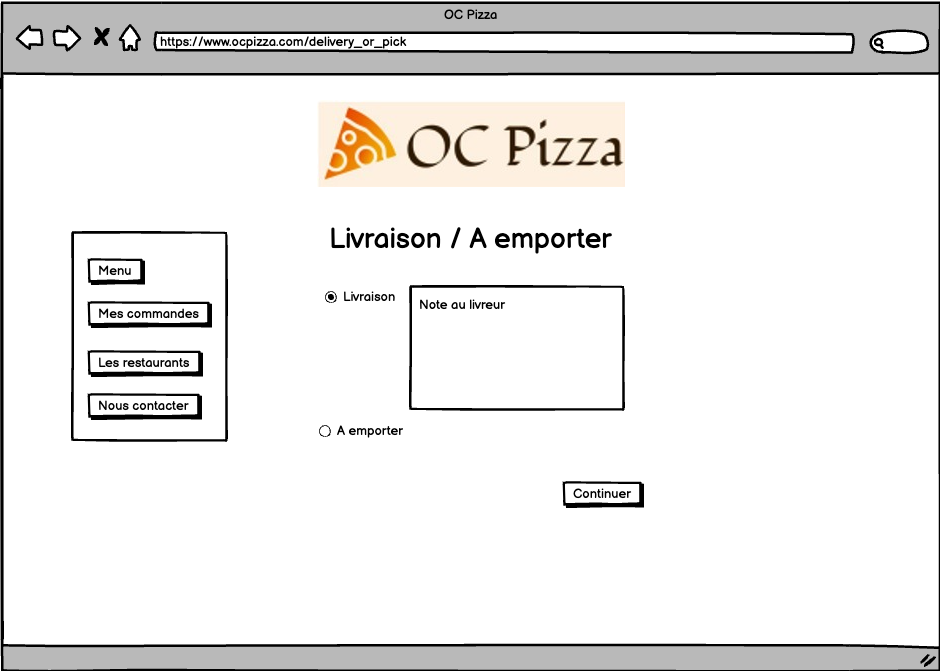 OC Pizza
https://www.ocpizza.com/delivery_or_pick
OC Pizza
Livraison / A emporter
Menu
Mes commandes
Les restaurants
Nous contacter
Livraison
Note au livreur
A emporter
Continuer